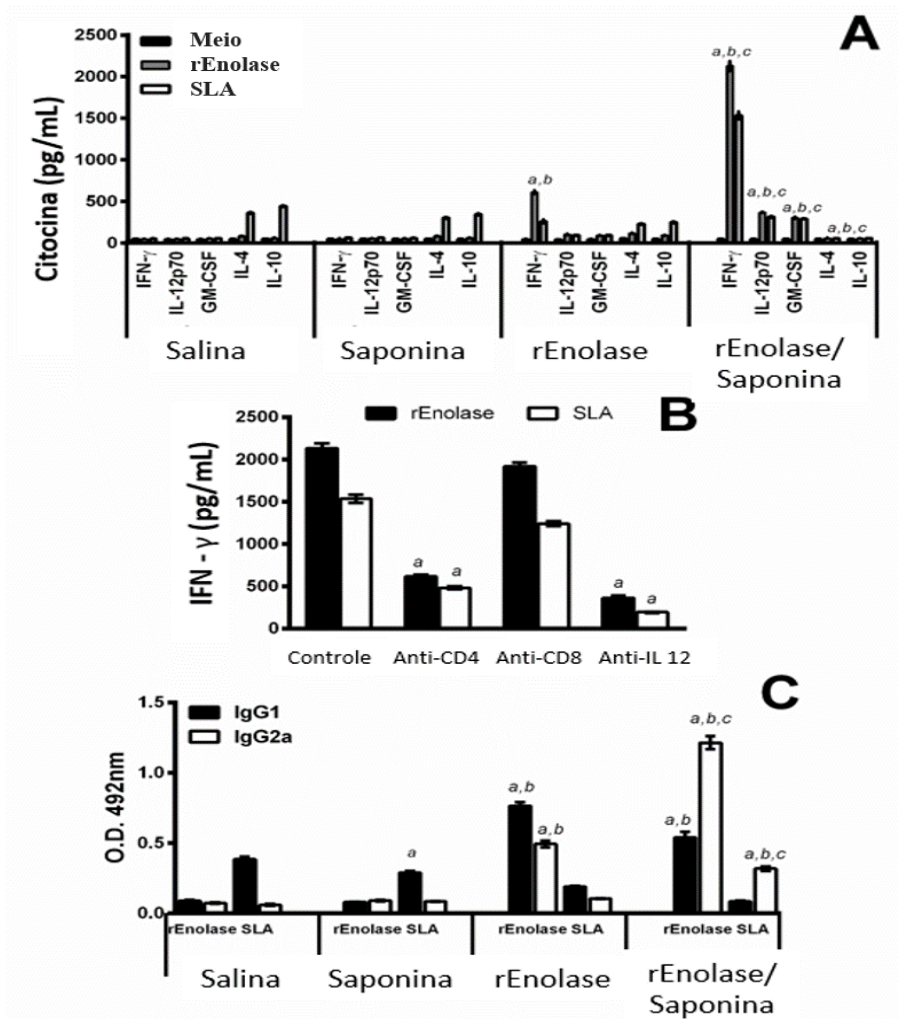 A
Citocina (pg/mL)
2500
2000
1500
1000
500
0
Meio
rEnolase
SLA
a,b
a,b,c
a,b,c
a,b,c
a,b,c
IFN-γ
IL-12p70
GM-CSF
IL-4
IL-10
IFN-γ
IL-12p70
GM-CSF
IL-4
IL-10
IFN-γ
IL-12p70
GM-CSF
IL-4
IL-10
IFN-γ
IL-12p70
GM-CSF
IL-4
IL-10
Salina
Saponina
rEnolase
rEnolase/
Saponina
B
IFN - γ (pg/mL)
2500
2000
1500
1000
500
0
rEnolase
SLA
a
a
a
a
Controle
Anti-CD4
Anti-CD8
Anti-IL 12
C
O.D. 492nm
1.5
1.0
0.5
0.0
IgG1
IgG2a
a
a,b
a,b
a,b
a,b,c
a,b,c
rEnolase SLA
rEnolase SLA
rEnolase SLA
rEnolase SLA
Salina
Saponina
rEnolase
rEnolase/
Saponina